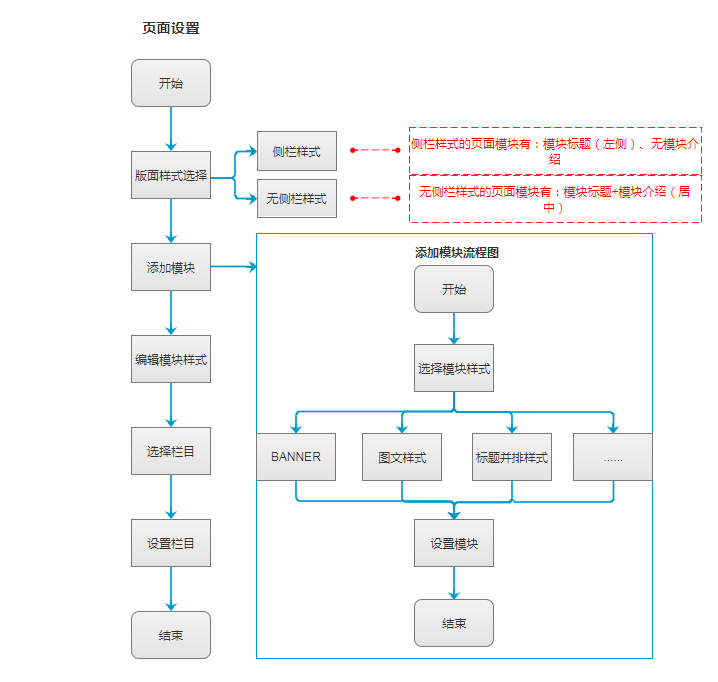 页面设置
开始
版面样式选择
侧栏样式
侧栏样式的页面模块有：模块标题（左侧）、无模块介
绍
无侧栏样式
无侧栏样式的页面模块有：模块标题+模块介绍（居
中）
添加模块
编辑模块样式
选择栏目
设置栏目
结束
添加模块流程图
开始
选择模块样式
BANNER
图文样式
标题并排样式
......
设置模块
结束